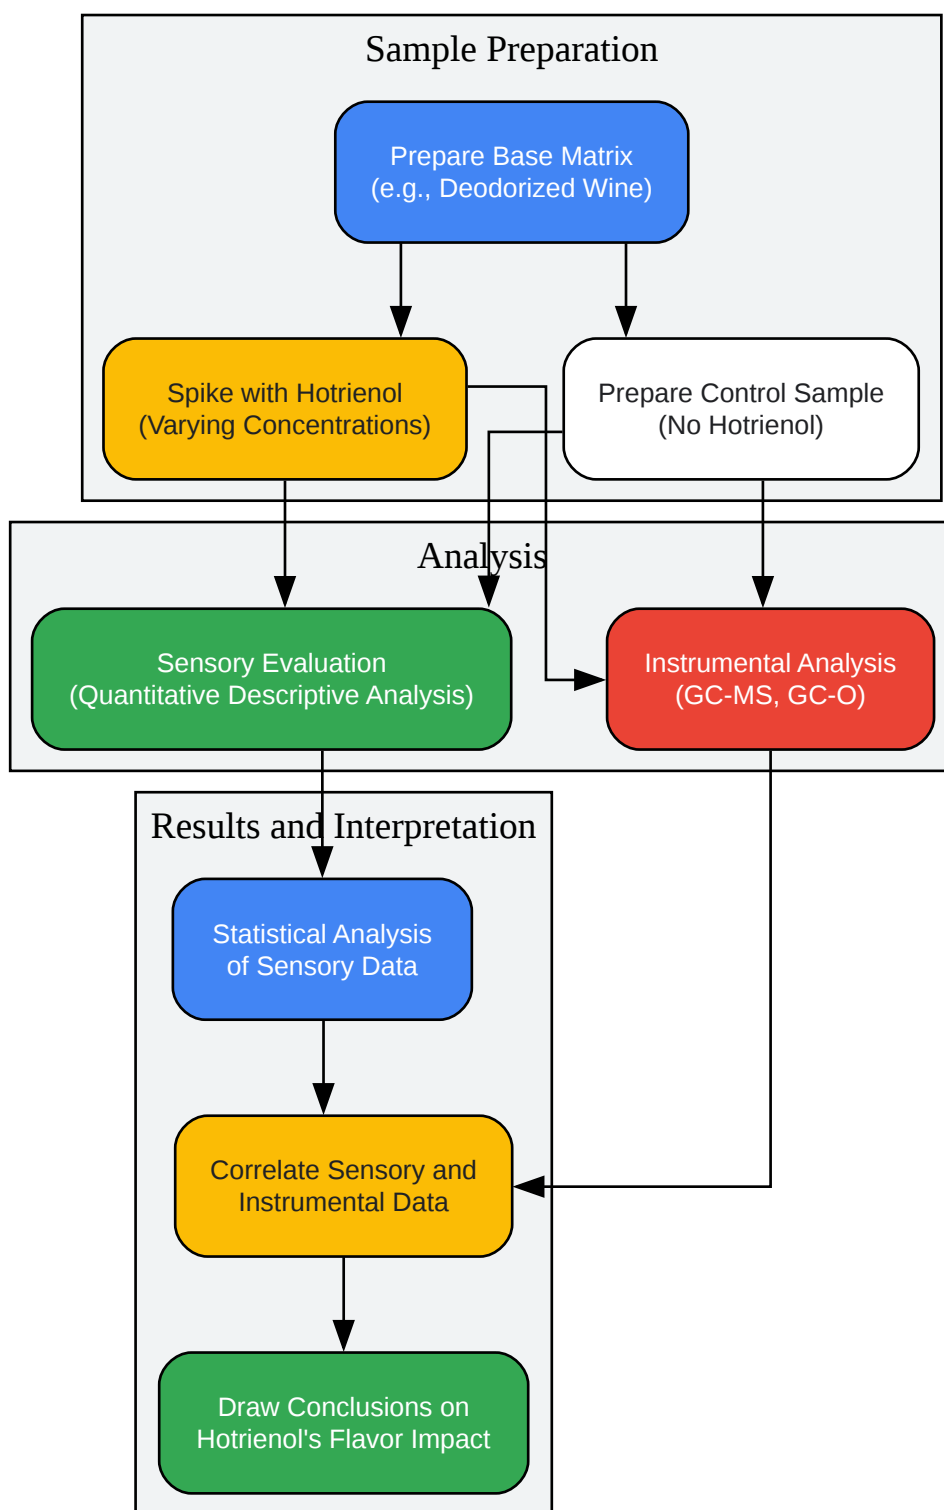 Sample Preparation
Prepare Base Matrix
(e.g., Deodorized Wine)
Spike with Hotrienol
(Varying Concentrations)
Prepare Control Sample
(No Hotrienol)
Analysis
Sensory Evaluation
(Quantitative Descriptive Analysis)
Instrumental Analysis
(GC-MS, GC-O)
Results and Interpretation
Statistical Analysis
of Sensory Data
Correlate Sensory and
Instrumental Data
Draw Conclusions on
Hotrienol's Flavor Impact